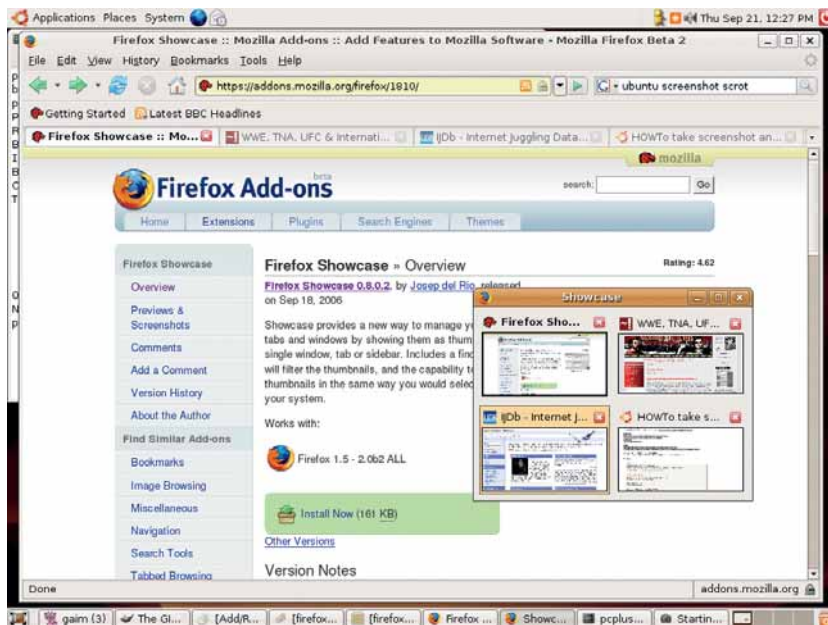 Applications Places System
Thu Sep 21, 12:27 PM
Firefox Showcase :: Mozilla Add-ons :: Add Features to Mozilla Software - Mozilla Firefox Beta 2
File Edit View History Bookmarks Tools Help
https://addons.mozilla.org/firefox/1810/
ubuntu screenshot scrot
Getting Started Latest BBC Headlines
Firefox Showcase :: Mo...
WWE, TNA, UFC & Internati...
IJDb - Internet Juggling Data...
HOWTo take screenshot an...
mozilla
Firefox Add-ons beta
search: Go
Home Extensions Plugins Search Engines Themes
Firefox Showcase
Overview
Previews & Screenshots
Comments
Add a Comment
Version History
About the Author
Find Similar Add-ons
Bookmarks
Image Browsing
Miscellaneous
Navigation
Search Tools
Tabbed Browsing
Firefox Showcase » Overview
Rating: 4.62
Firefox Showcase 0.8.0.2, by Josep del Rio, released
on Sep 18, 2006
Showcase provides a new way to manage
tabs and windows by showing them as
single window, tab or sidebar. Includes a
will filter the thumbnails, and the capability
thumbnails in the same way you would
your system.
Works with:
Firefox 1.5 - 2.0b2 ALL
Install Now (161 KB)
Other Versions
Version Notes
Showcase
Firefox Sho...
WWE, TNA, UF...
IJDb - Internet J...
HOWTo take s...
Done
addons.mozilla.org
gaim (3)
The GI...
[Add/R...
[firefox...
[firefox...
Firefox ...
Showc...
pcplus...
Startin...